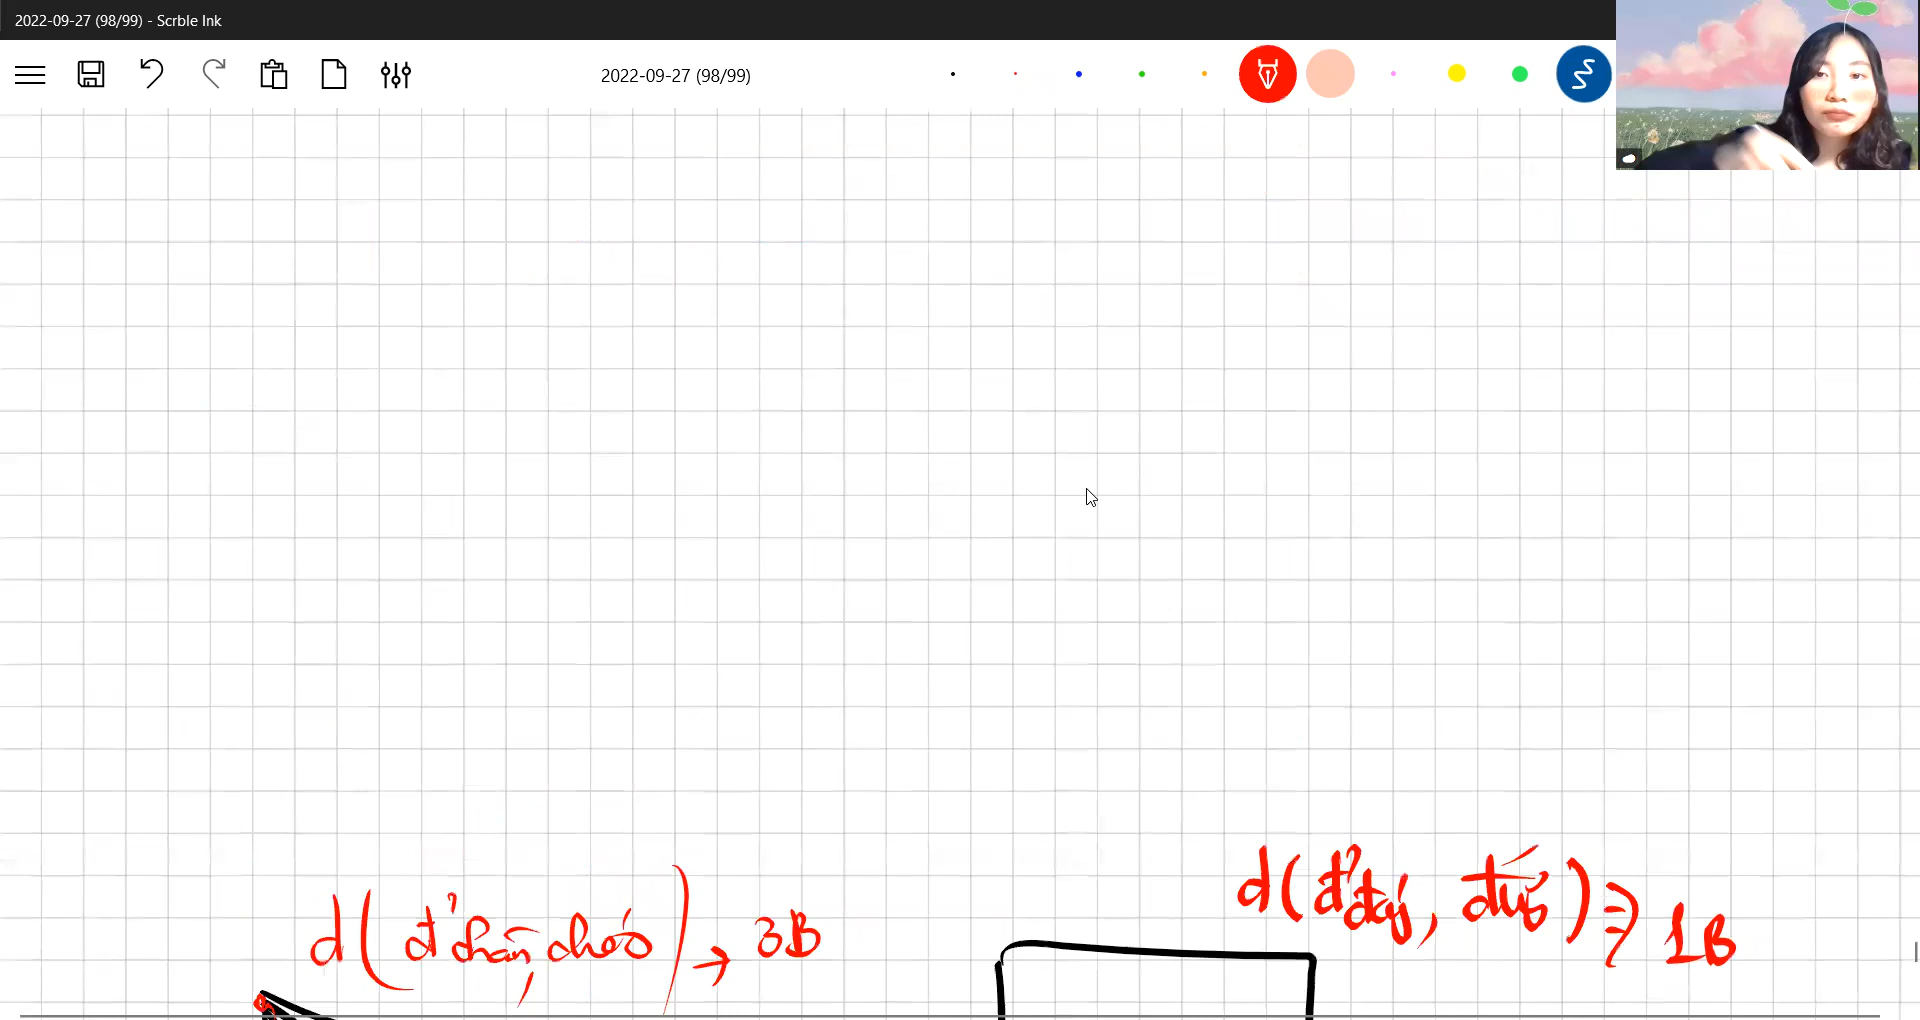 2022-09-27 (98/99) - Scrble Ink
2022-09-27 (98/99)
d(đ' chân, chéo) → 3B
d(đ' đáy, đứng) ⇒ 1B